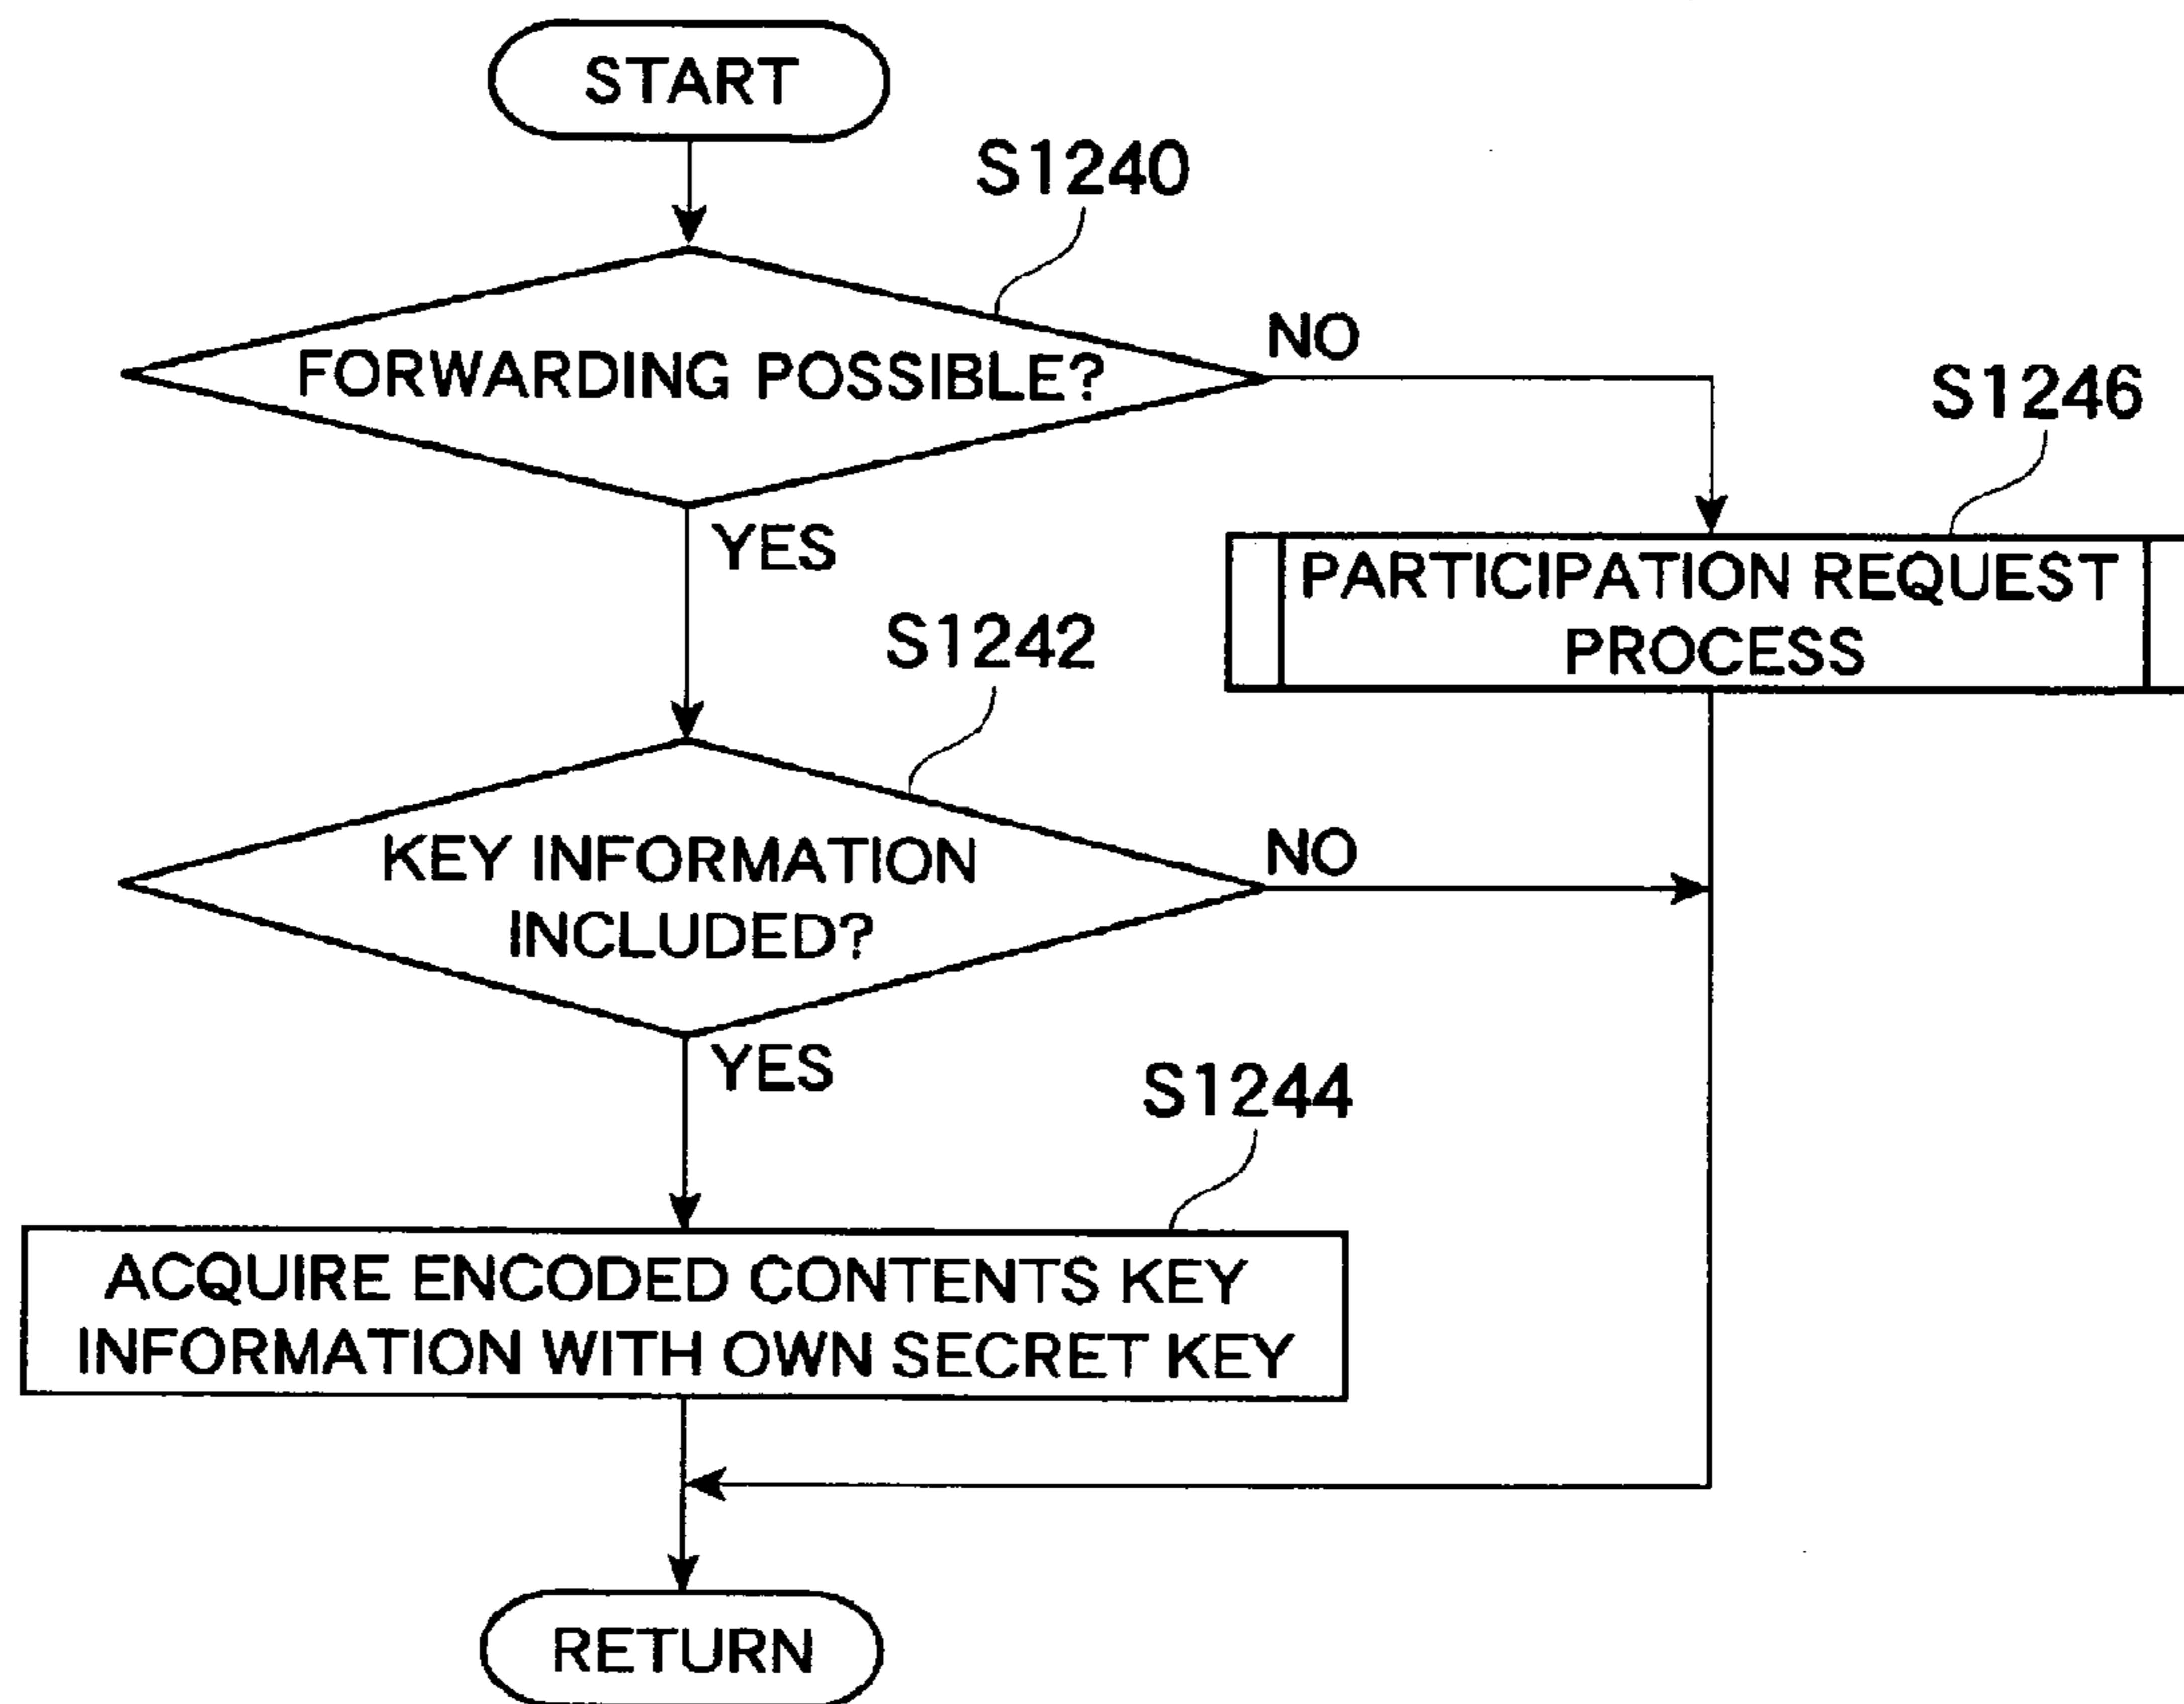 START
S1240
FORWARDING POSSIBLE?
NO
S1246
YES
PARTICIPATION REQUEST
PROCESS
S1242
KEY INFORMATION
INCLUDED?
NO
YES
S1244
ACQUIRE ENCODED CONTENTS KEY
INFORMATION WITH OWN SECRET KEY
RETURN